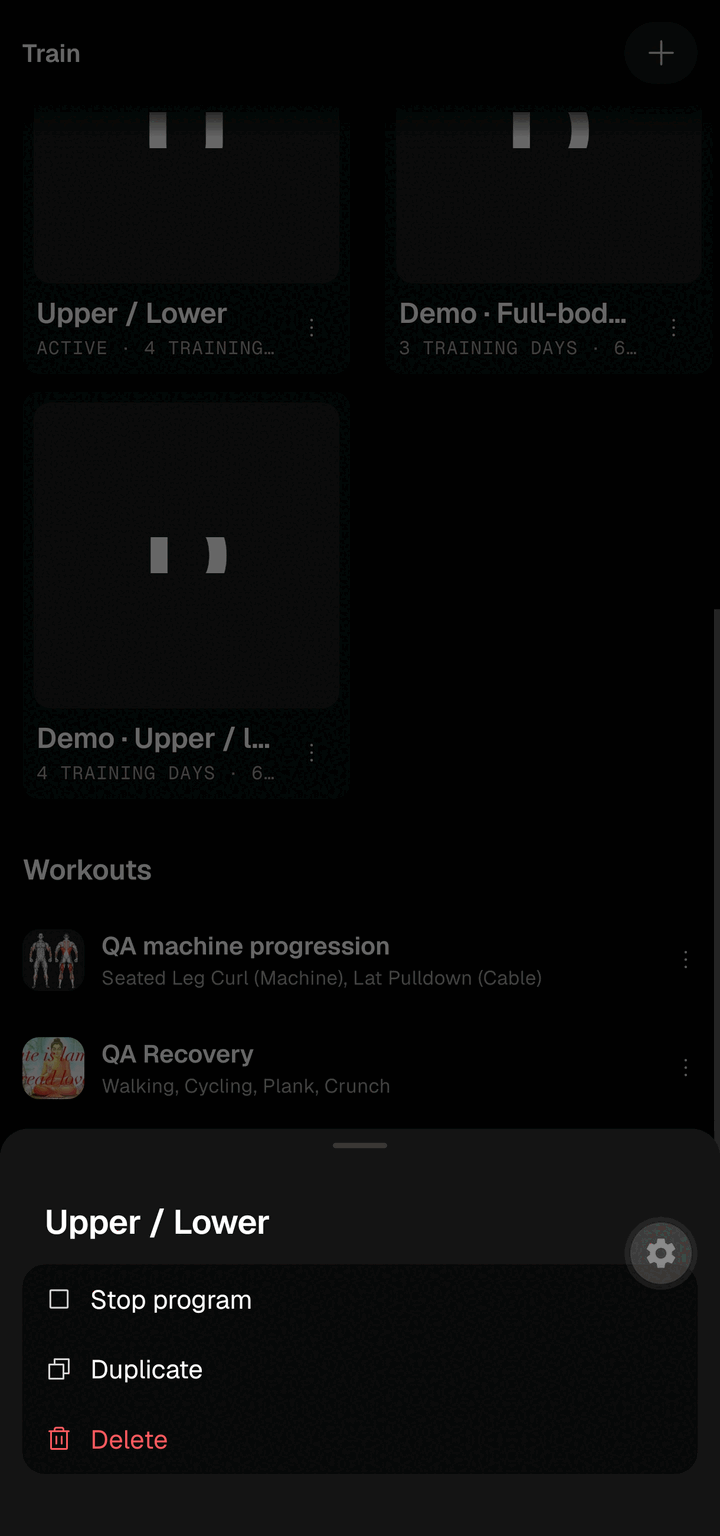 Train
Upper / Lower
ACTIVE · 4 TRAINING…
Demo · Full-bod…
3 TRAINING DAYS · 6…
Demo · Upper / l…
4 TRAINING DAYS · 6…
Workouts
QA machine progression
Seated Leg Curl (Machine), Lat Pulldown (Cable)
QA Recovery
Walking, Cycling, Plank, Crunch
Upper / Lower
Stop program
Duplicate
Delete